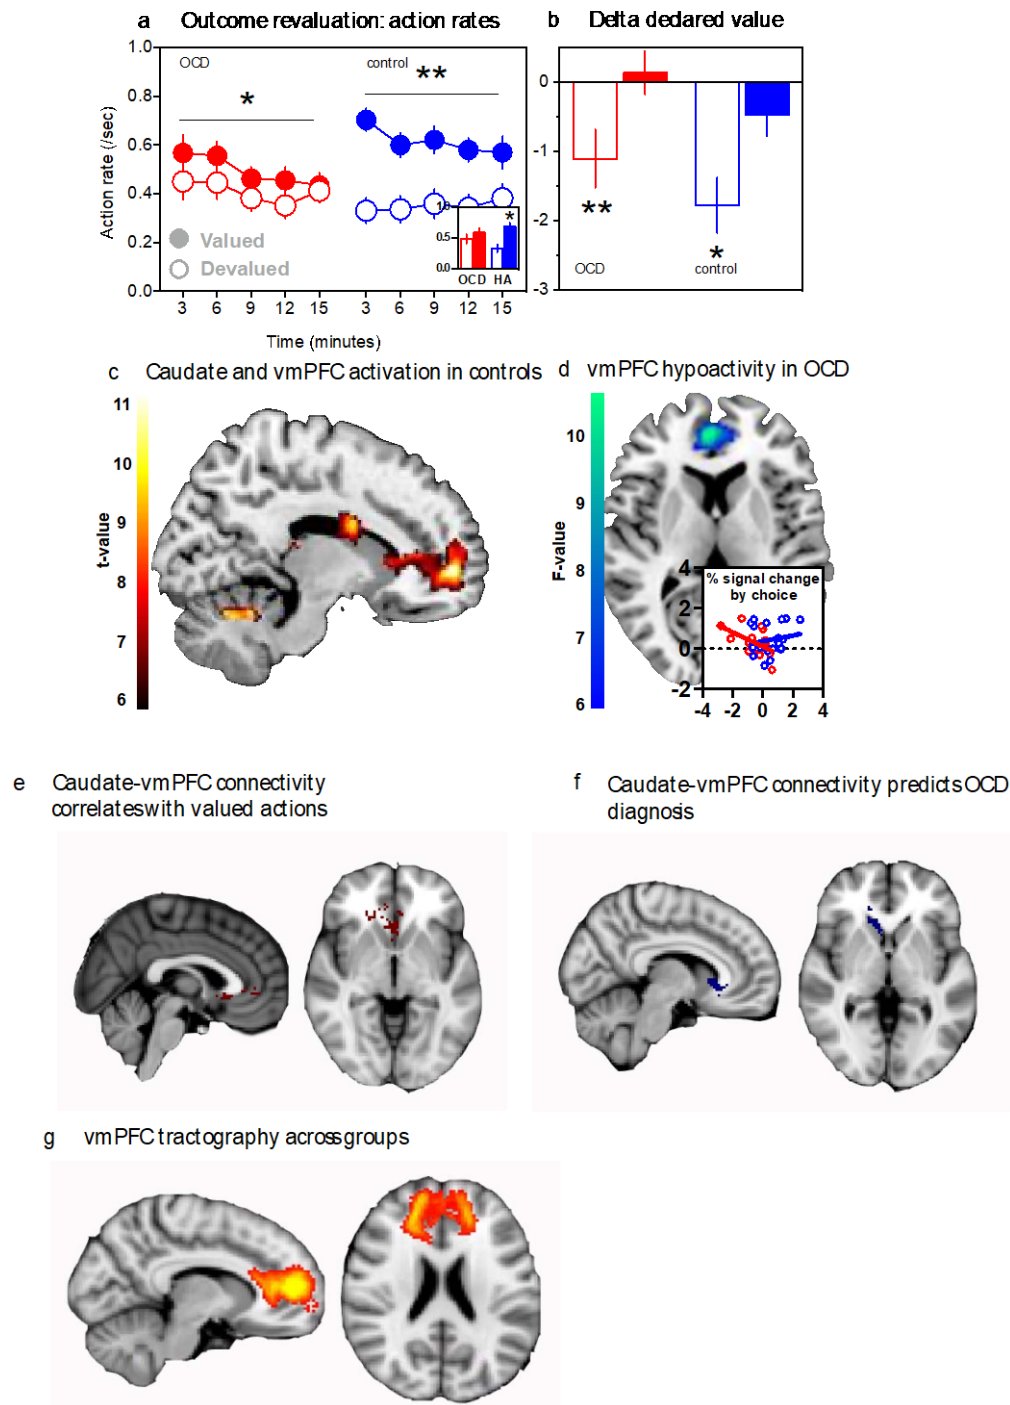 a Outcome revaluation: action rates
b Delta declared value
1.0
0.8
0.6
0.4
0.2
0.0
Action rate (/sec)
OCD
*
control
**
Valued
Devalued
1.0
0.5
0.0
*
OCD HA
3 6 9 12 15 3 6 9 12 15
Time (minutes)
0
-1
-2
-3
**
OCD
*
control
c Caudate and vmPFC activation in controls
11
10
9
8
7
6
t-value
d vmPFC hypoactivity in OCD
10
9
8
7
6
F-value
% signal change
by choice
4
2
0
-2
-4 -2 0 2 4
e Caudate-vmPFC connectivity
correlates with valued actions
f Caudate-vmPFC connectivity predicts OCD
diagnosis
g vmPFC tractography across groups